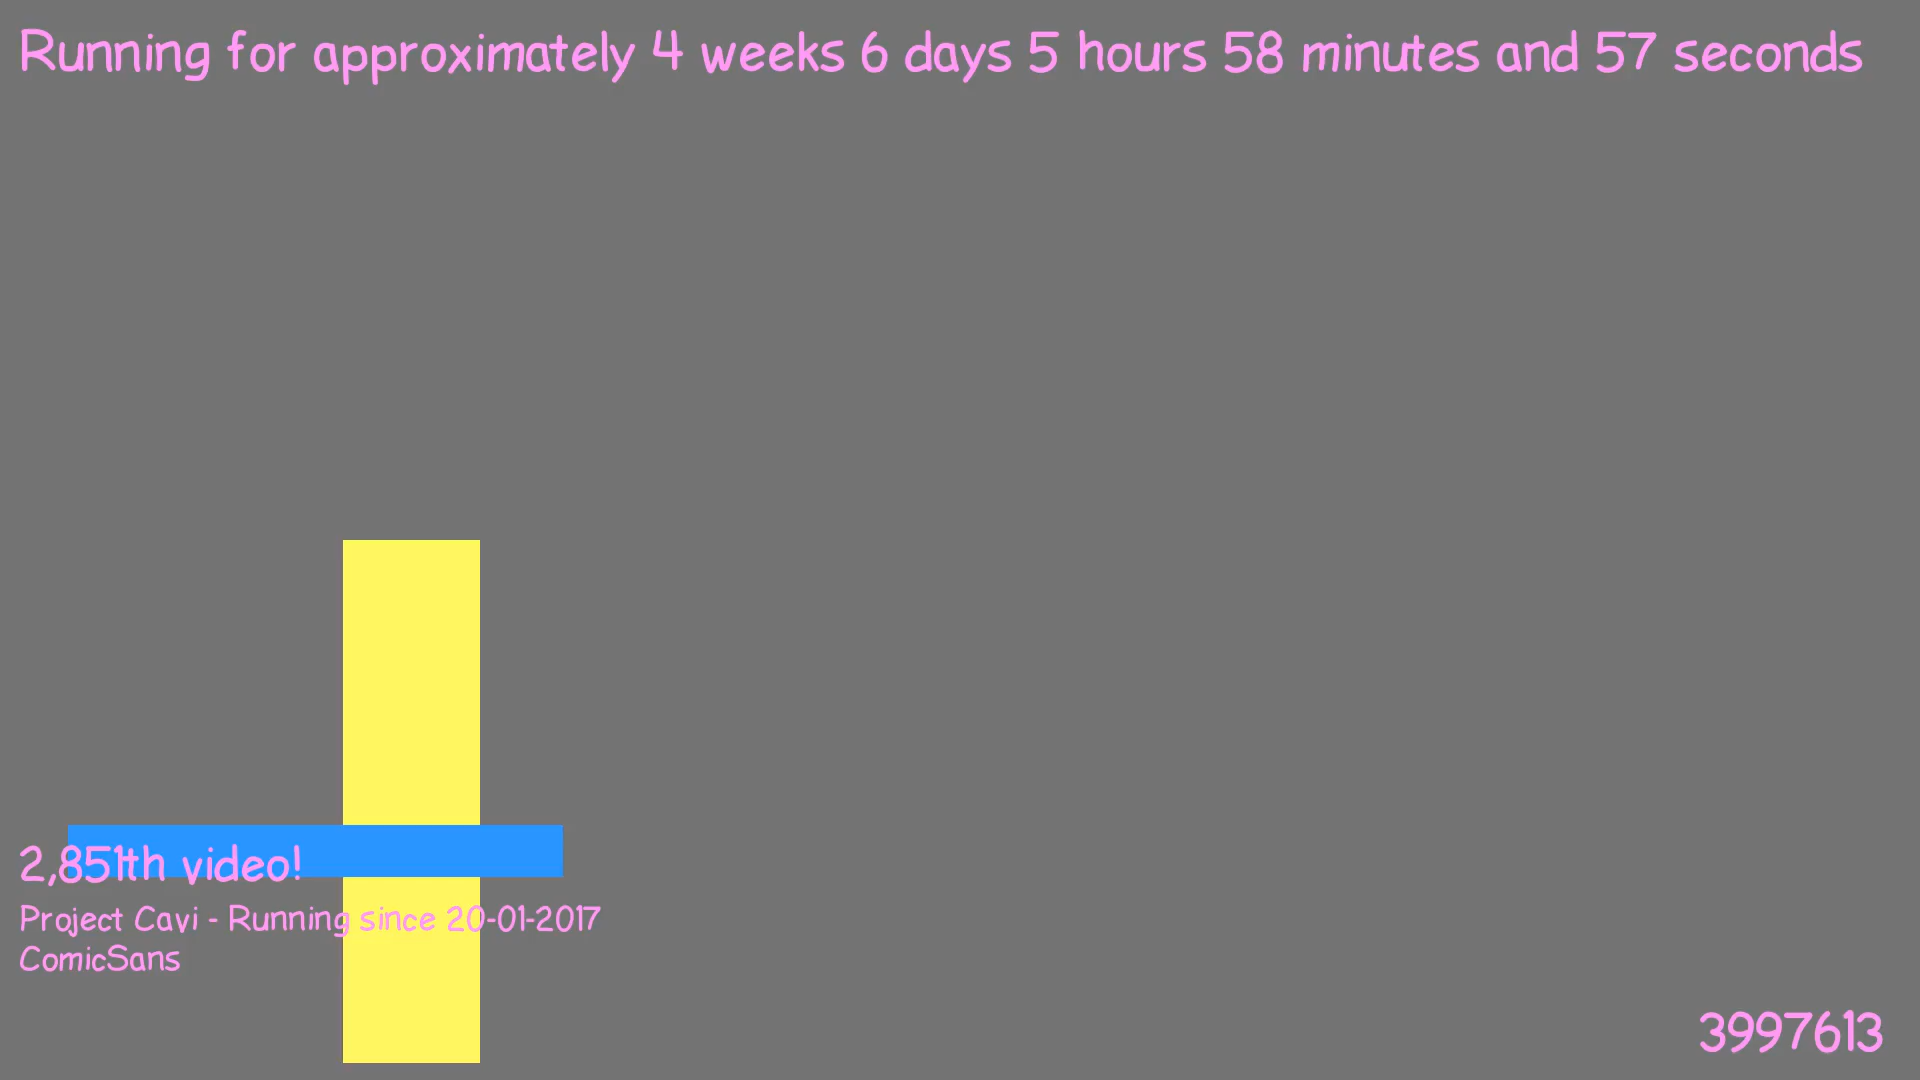 Running for approximately 4 weeks 6 days 5 hours 58 minutes and 57 seconds
2,851th video!
Project Cavi - Running since 20-01-2017
ComicSans
3997613